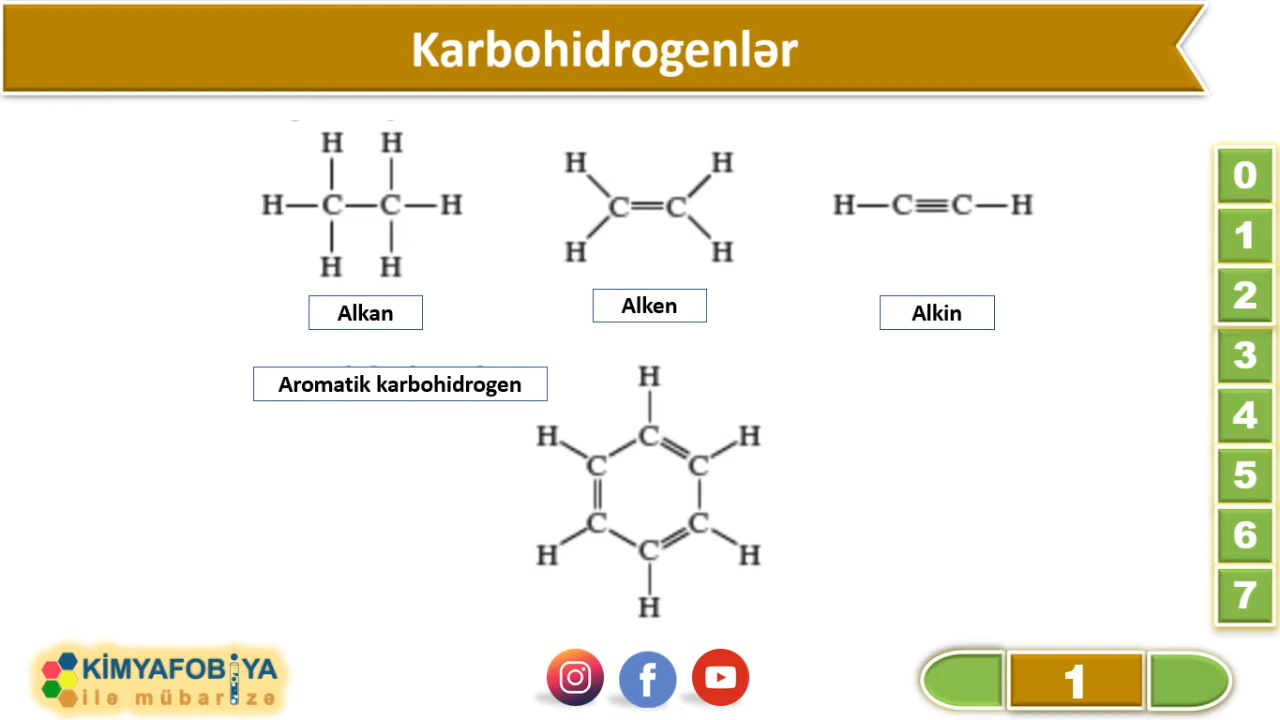 Karbohidrogenlər
H H
H—C—C—H
H H
H H
C=C
H H
H—C≡C—H
Alkan
Alken
Alkin
Aromatik karbohidrogen
H
H C H
C C
C C
H C H
H
0
1
2
3
4
5
6
7
KİMYAFOBİYA
ilə mübarizə
1